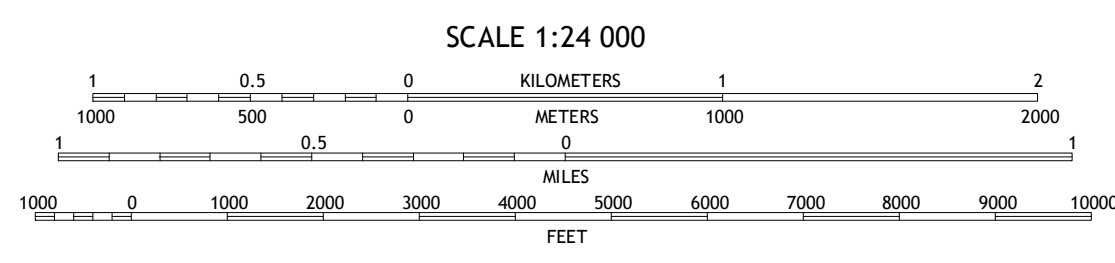 SCALE 1:24 000
1 0.5 0 KILOMETERS 1 2
1000 500 0 METERS 1000 2000
1 0.5 0 1
MILES
1000 0 1000 2000 3000 4000 5000 6000 7000 8000 9000 10000
FEET